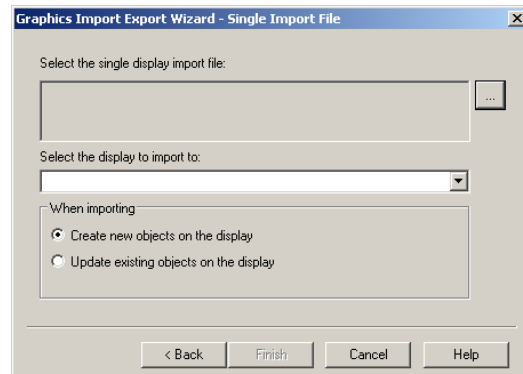 Graphics Import Export Wizard - Single Import File
Select the single display import file:
...
Select the display to import to:
When importing
Create new objects on the display
Update existing objects on the display
< Back Finish Cancel Help